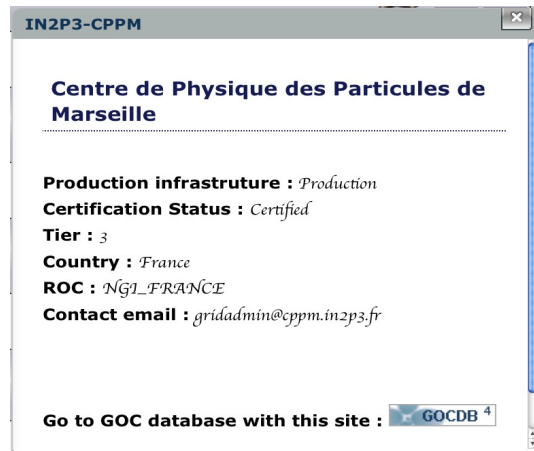 IN2P3-CPPM
Centre de Physique des Particules de
Marseille
Production infrastruture : Production
Certification Status : Certified
Tier : 3
Country : France
ROC : NGI_FRANCE
Contact email : gridadmin@cppm.in2p3.fr
Go to GOC database with this site : GOCDB 4